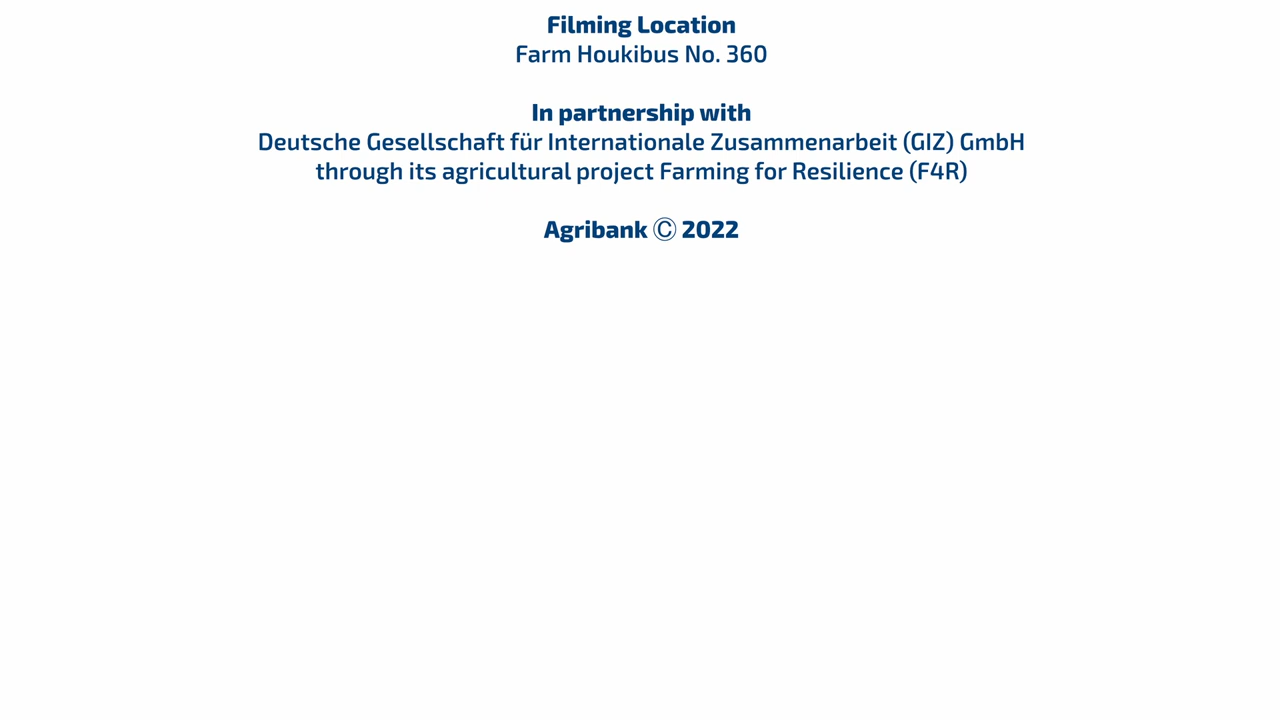 Filming Location
Farm Houkibus No. 360
In partnership with
Deutsche Gesellschaft für Internationale Zusammenarbeit (GIZ) GmbH
through its agricultural project Farming for Resilience (F4R)
Agribank © 2022